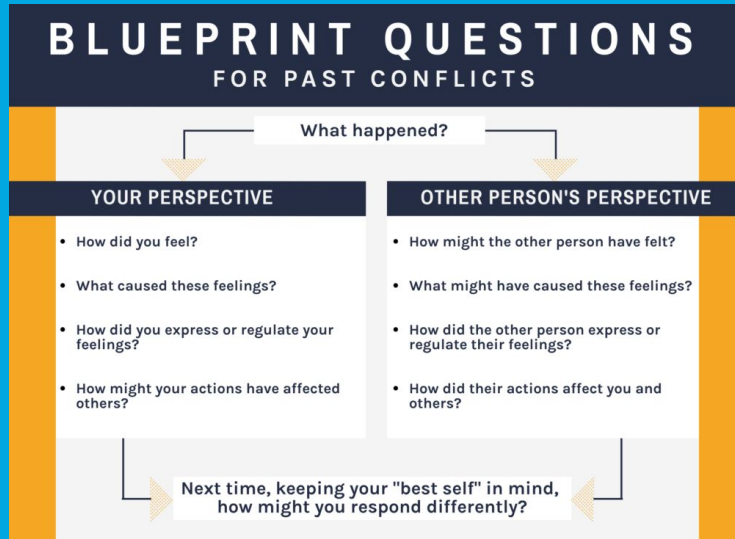 BLUEPRINT QUESTIONS
FOR PAST CONFLICTS
What happened?
YOUR PERSPECTIVE
• How did you feel?
• What caused these feelings?
• How did you express or regulate your
feelings?
• How might your actions have affected
others?
OTHER PERSON'S PERSPECTIVE
• How might the other person have felt?
• What might have caused these feelings?
• How did the other person express or
regulate their feelings?
• How did their actions affect you and
others?
Next time, keeping your "best self" in mind,
how might you respond differently?